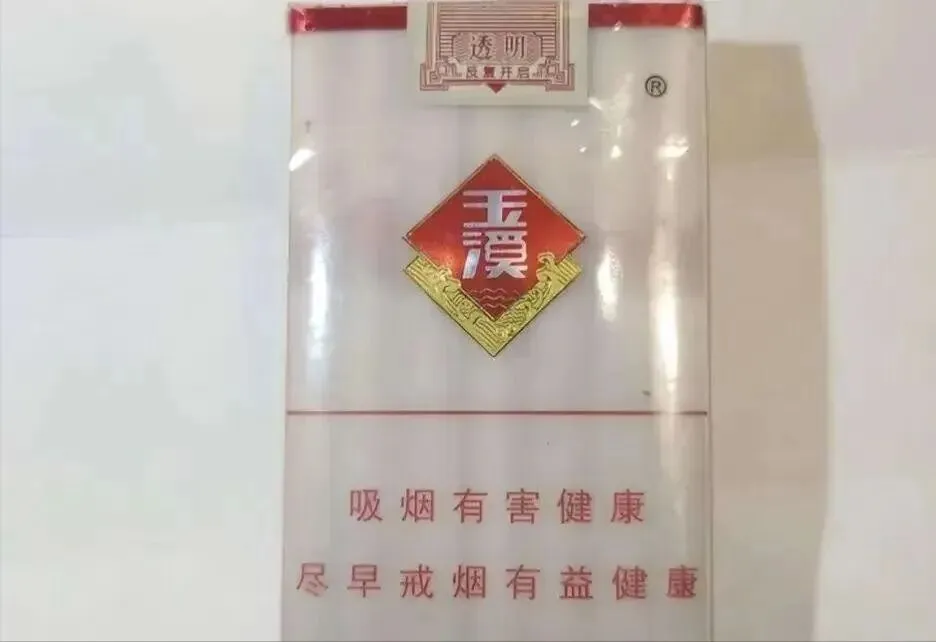 透明
反复开启
®
玉
溪
吸烟有害健康
尽早戒烟有益健康